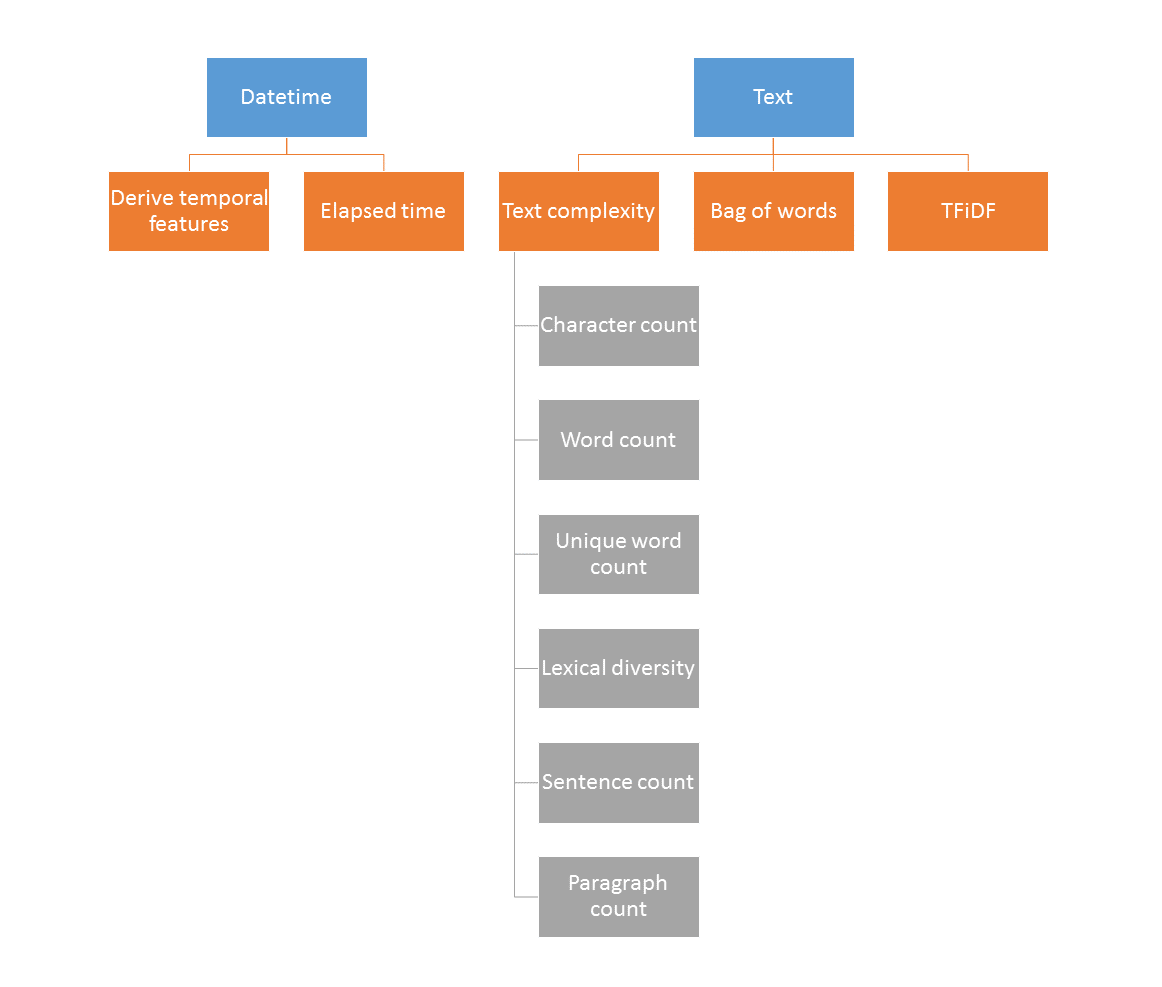 Datetime
Text
Derive temporal
features
Elapsed time
Text complexity
Bag of words
TFiDF
Character count
Word count
Unique word
count
Lexical diversity
Sentence count
Paragraph
count